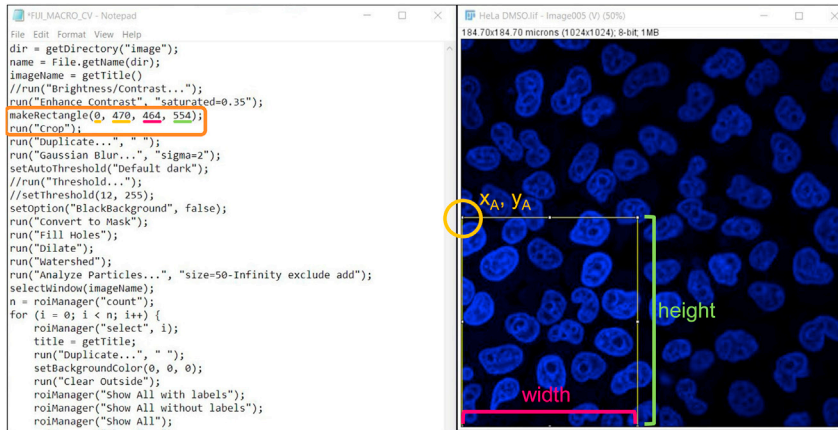 *FIJI_MACRO_CV - Notepad
File Edit Format View Help
dir = getDirectory("image");
name = File.getName(dir);
imageName = getTitle()
//run("Brightness/Contrast...");
run("Enhance Contrast", "saturated=0.35");
makeRectangle(0, 470, 464, 554);
run("Crop");
run("Duplicate...", " ");
run("Gaussian Blur...", "sigma=2");
setAutoThreshold("Default dark");
//run("Threshold...");
//setThreshold(12, 255);
setOption("BlackBackground", false);
run("Convert to Mask");
run("Fill Holes");
run("Dilate");
run("Watershed");
run("Analyze Particles...", "size=50-Infinity exclude add");
selectWindow(imageName);
n = roiManager("count");
for (i = 0; i < n; i++) {
    roiManager("select", i);
    title = getTitle;
    run("Duplicate...", " ");
    setBackgroundColor(0, 0, 0);
    run("Clear Outside");
    roiManager("Show All with labels");
    roiManager("Show All without labels");
    roiManager("Show All");
HeLa DMSO.lif - Image005 (V) (50%)
184.70x184.70 microns (1024x1024); 8-bit; 1MB
xA, yA
height
width